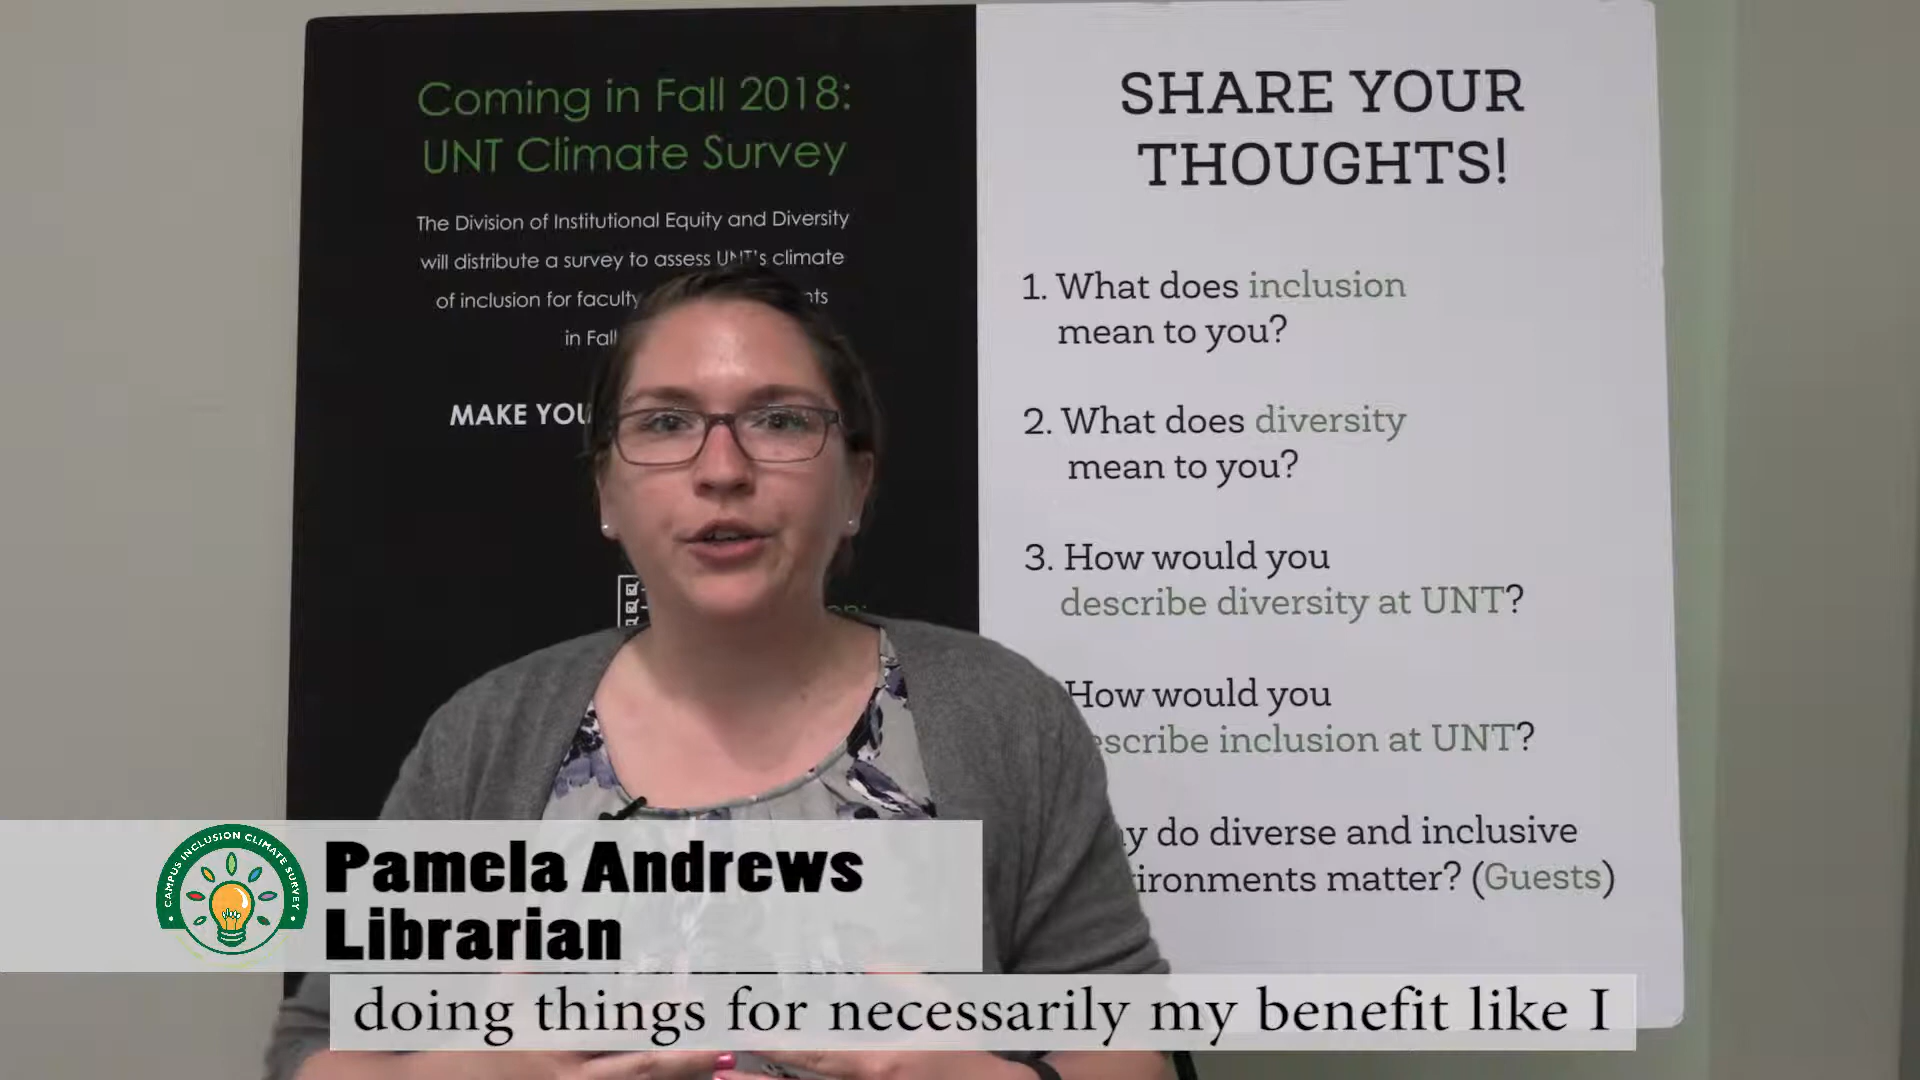 Coming in Fall 2018:
UNT Climate Survey
The Division of Institutional Equity and Diversity
will distribute a survey to assess UNT's climate
of inclusion for faculty
in Fall
MAKE
SHARE YOUR
THOUGHTS!
1. What does inclusion
mean to you?
2. What does diversity
mean to you?
3. How would you
describe diversity at UNT?
How would you
describe inclusion at UNT?
do diverse and inclusive
matter? (Guests)
CAMPUS INCLUSION CLIMATE SURVEY
Pamela Andrews
Librarian
doing things for necessarily my benefit like I